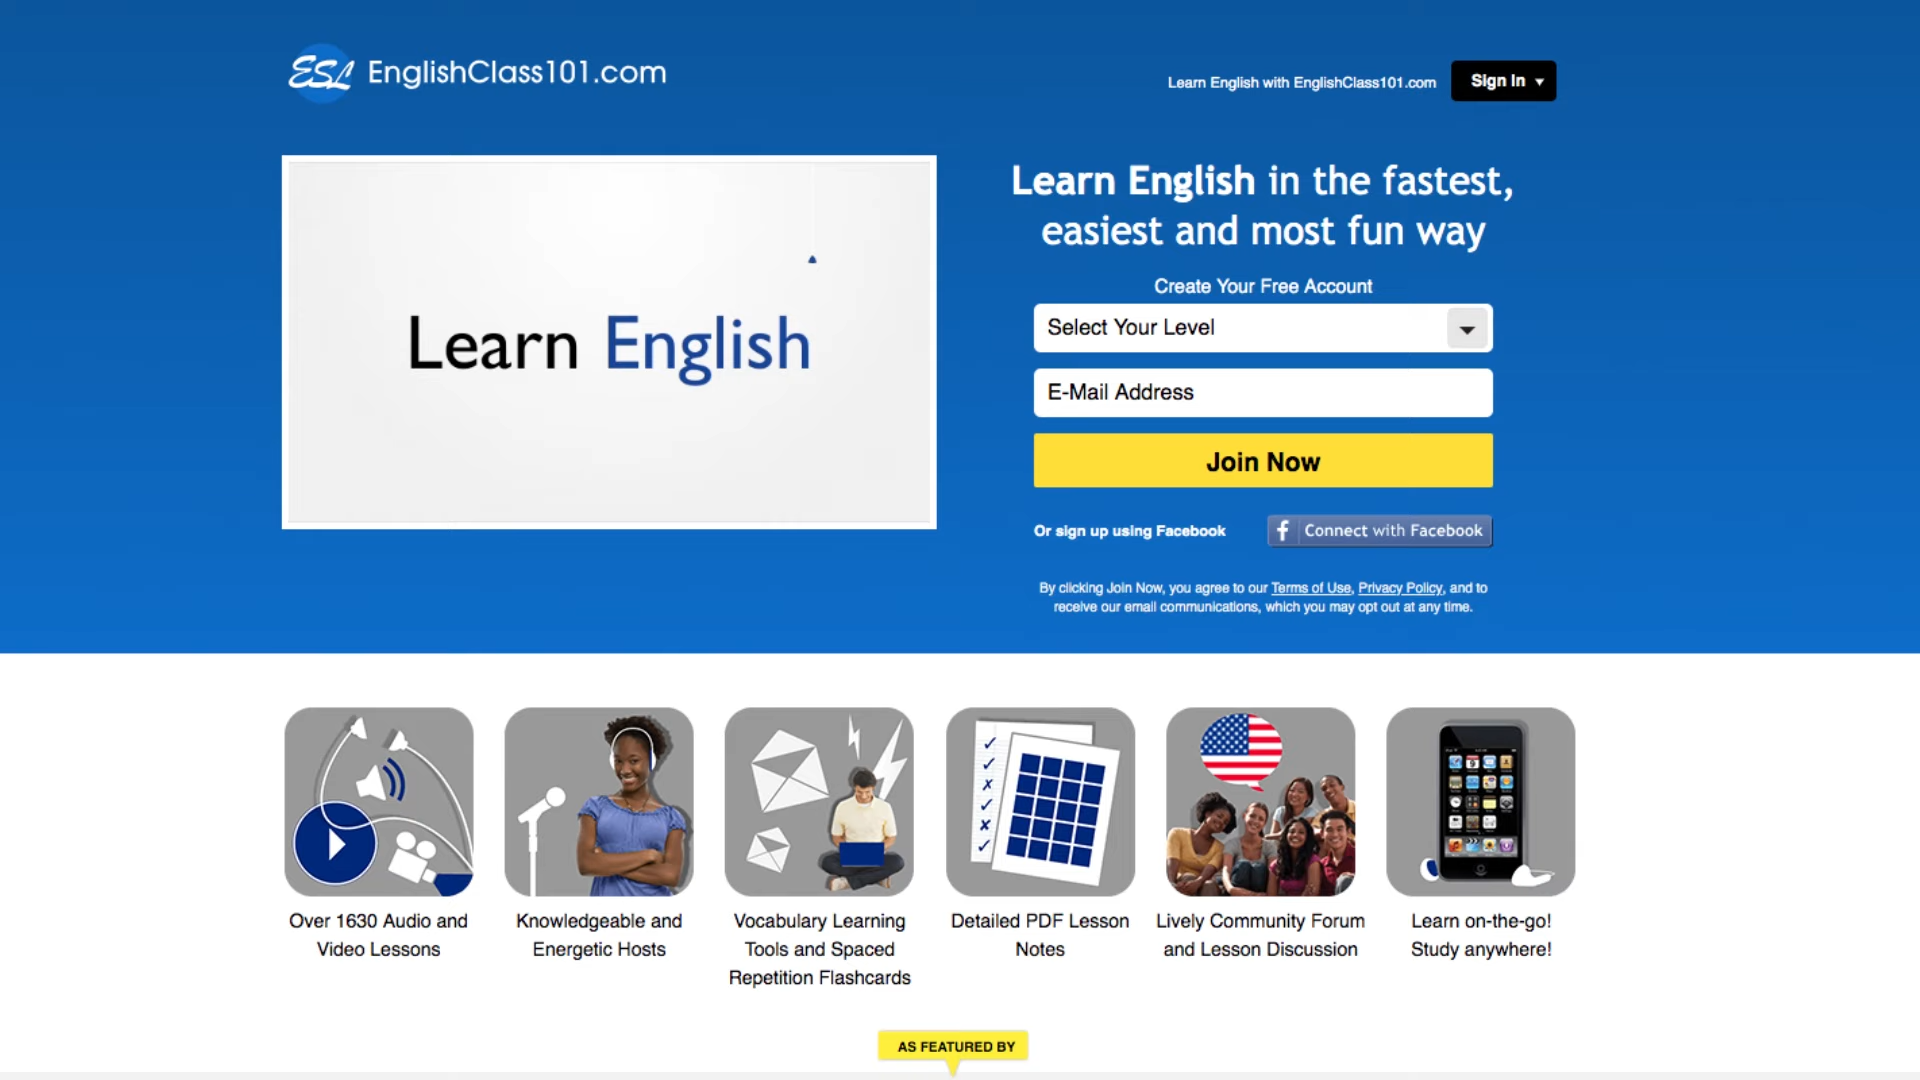 ESL EnglishClass101.com
Learn English with EnglishClass101.com
Sign In
Learn English
Learn English in the fastest,
easiest and most fun way
Create Your Free Account
Select Your Level
E-Mail Address
Join Now
Or sign up using Facebook
f Connect with Facebook
By clicking Join Now, you agree to our Terms of Use, Privacy Policy, and to
receive our email communications, which you may opt out at any time.
Over 1630 Audio and
Video Lessons
Knowledgeable and
Energetic Hosts
Vocabulary Learning
Tools and Spaced
Repetition Flashcards
Detailed PDF Lesson
Notes
Lively Community Forum
and Lesson Discussion
Learn on-the-go!
Study anywhere!
AS FEATURED BY